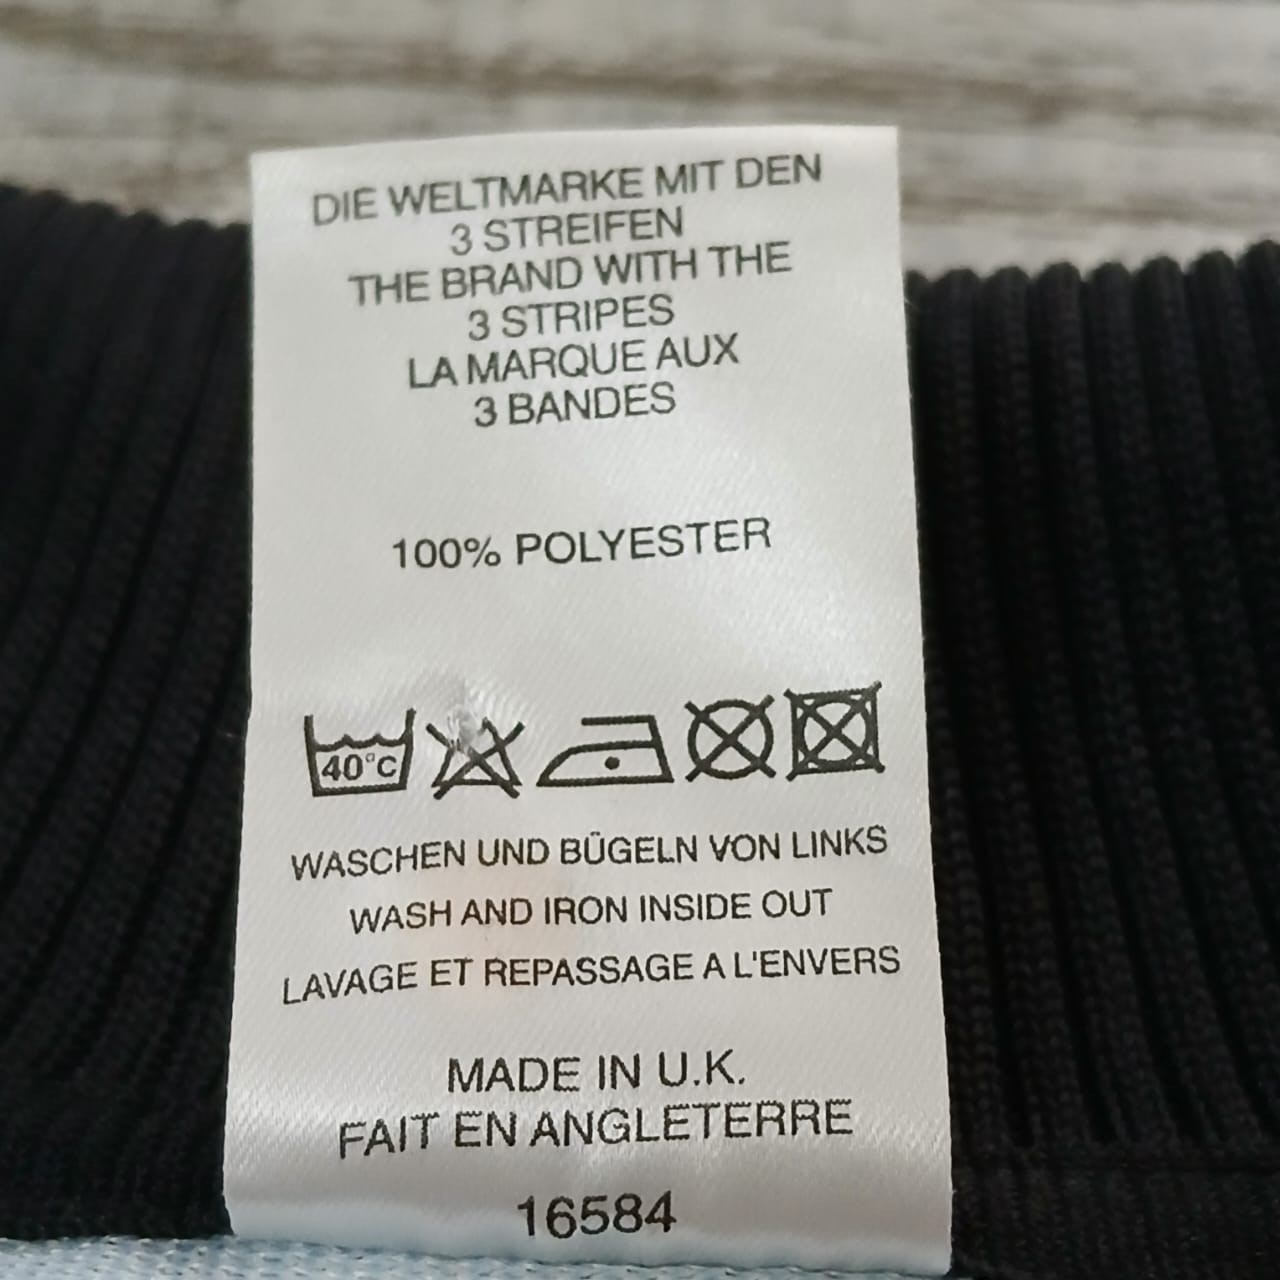 DIE WELTMARKE MIT DEN
3 STREIFEN
THE BRAND WITH THE
3 STRIPES
LA MARQUE AUX
3 BANDES
100% POLYESTER
40°C
WASCHEN UND BÜGELN VON LINKS
WASH AND IRON INSIDE OUT
LAVAGE ET REPASSAGE A L'ENVERS
MADE IN U.K.
FAIT EN ANGLETERRE
16584